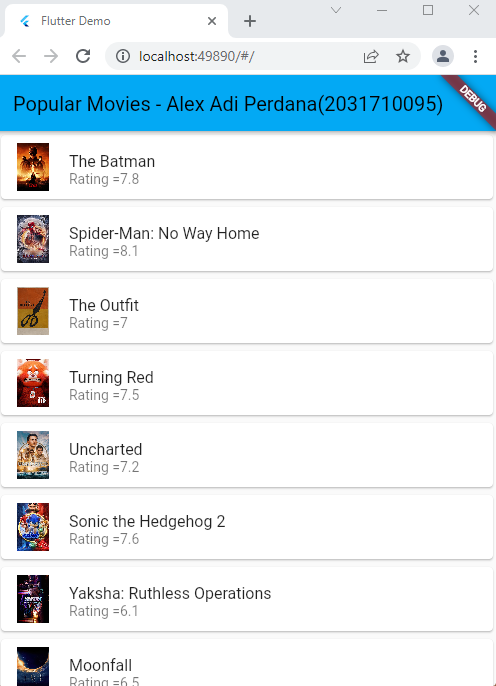 Flutter Demo
localhost:49890/#/
Popular Movies - Alex Adi Perdana(2031710095)
DEBUG
The Batman
Rating =7.8
Spider-Man: No Way Home
Rating =8.1
The Outfit
Rating =7
Turning Red
Rating =7.5
Uncharted
Rating =7.2
Sonic the Hedgehog 2
Rating =7.6
Yaksha: Ruthless Operations
Rating =6.1
Moonfall
Rating =6.5